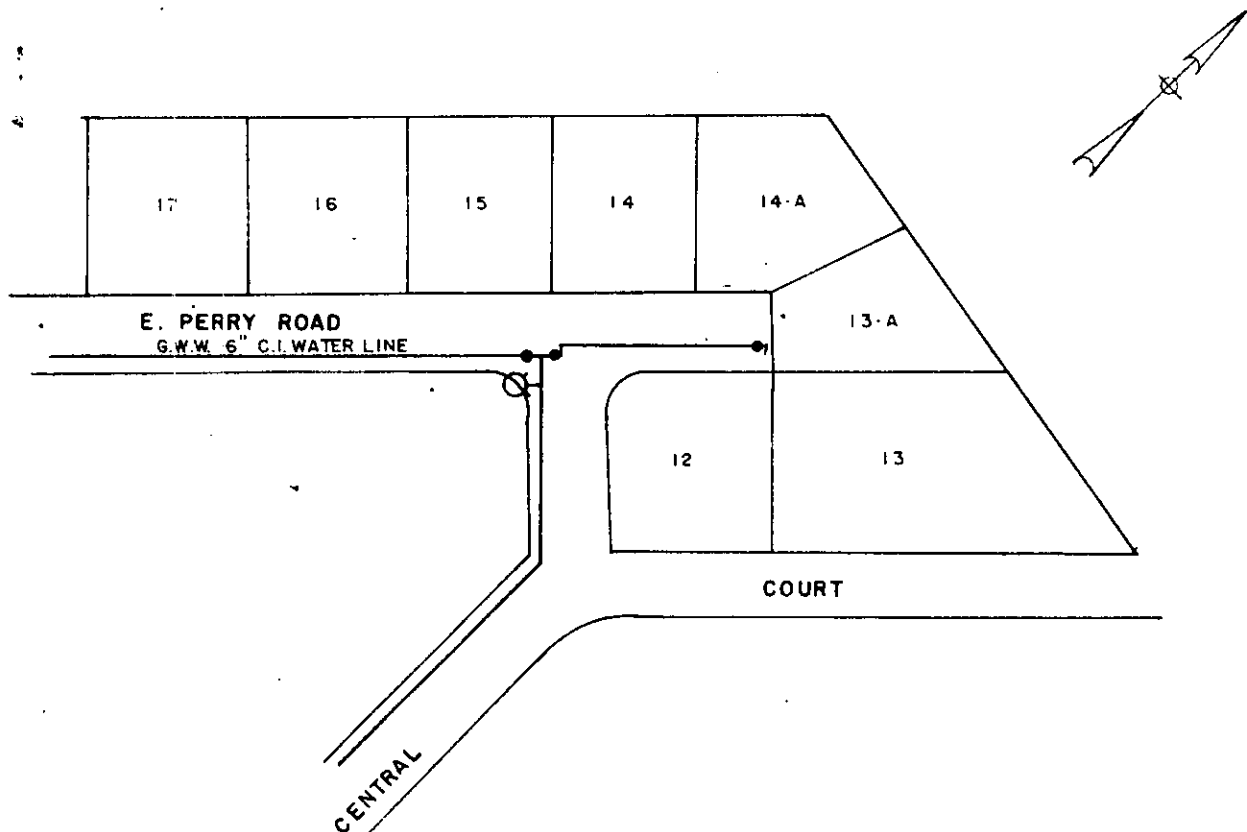 17
16
15
14
14-A
E. PERRY ROAD
G.W.W. 6" C.I. WATER LINE
13-A
12
13
COURT
CENTRAL